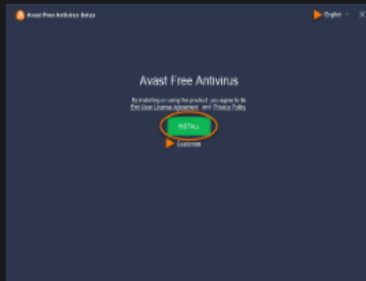 Avast Free Antivirus Setup
English
Avast Free Antivirus
By installing or using the product, you agree to its
End User License Agreement and Privacy Policy
INSTALL
Customize